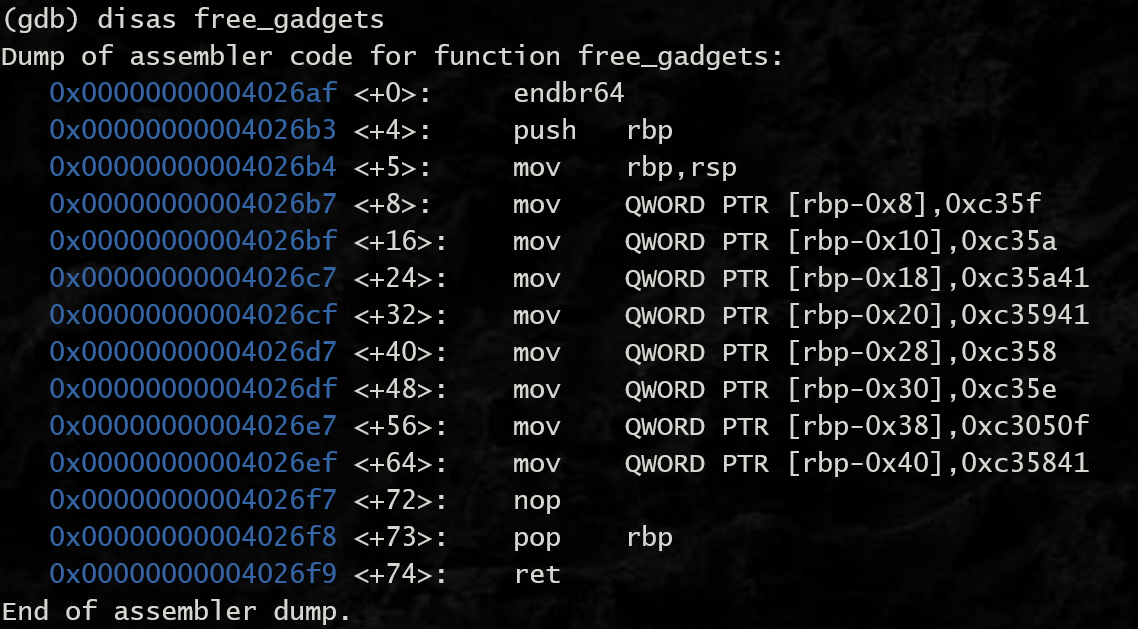 (gdb) disas free_gadgets
Dump of assembler code for function free_gadgets:
   0x00000000004026af <+0>:	endbr64
   0x00000000004026b3 <+4>:	push   rbp
   0x00000000004026b4 <+5>:	mov    rbp,rsp
   0x00000000004026b7 <+8>:	mov    QWORD PTR [rbp-0x8],0xc35f
   0x00000000004026bf <+16>:	mov    QWORD PTR [rbp-0x10],0xc35a
   0x00000000004026c7 <+24>:	mov    QWORD PTR [rbp-0x18],0xc35a41
   0x00000000004026cf <+32>:	mov    QWORD PTR [rbp-0x20],0xc35941
   0x00000000004026d7 <+40>:	mov    QWORD PTR [rbp-0x28],0xc358
   0x00000000004026df <+48>:	mov    QWORD PTR [rbp-0x30],0xc35e
   0x00000000004026e7 <+56>:	mov    QWORD PTR [rbp-0x38],0xc3050f
   0x00000000004026ef <+64>:	mov    QWORD PTR [rbp-0x40],0xc35841
   0x00000000004026f7 <+72>:	nop
   0x00000000004026f8 <+73>:	pop    rbp
   0x00000000004026f9 <+74>:	ret
End of assembler dump.